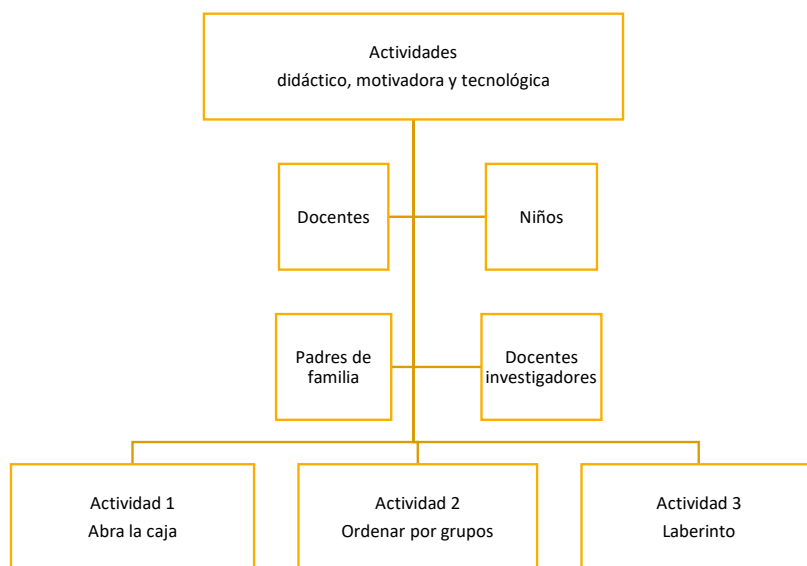 Actividades
didáctico, motivadora y tecnológica
Docentes
Niños
Padres de
familia
Docentes
investigadores
Actividad 1
Abra la caja
Actividad 2
Ordenar por grupos
Actividad 3
Laberinto